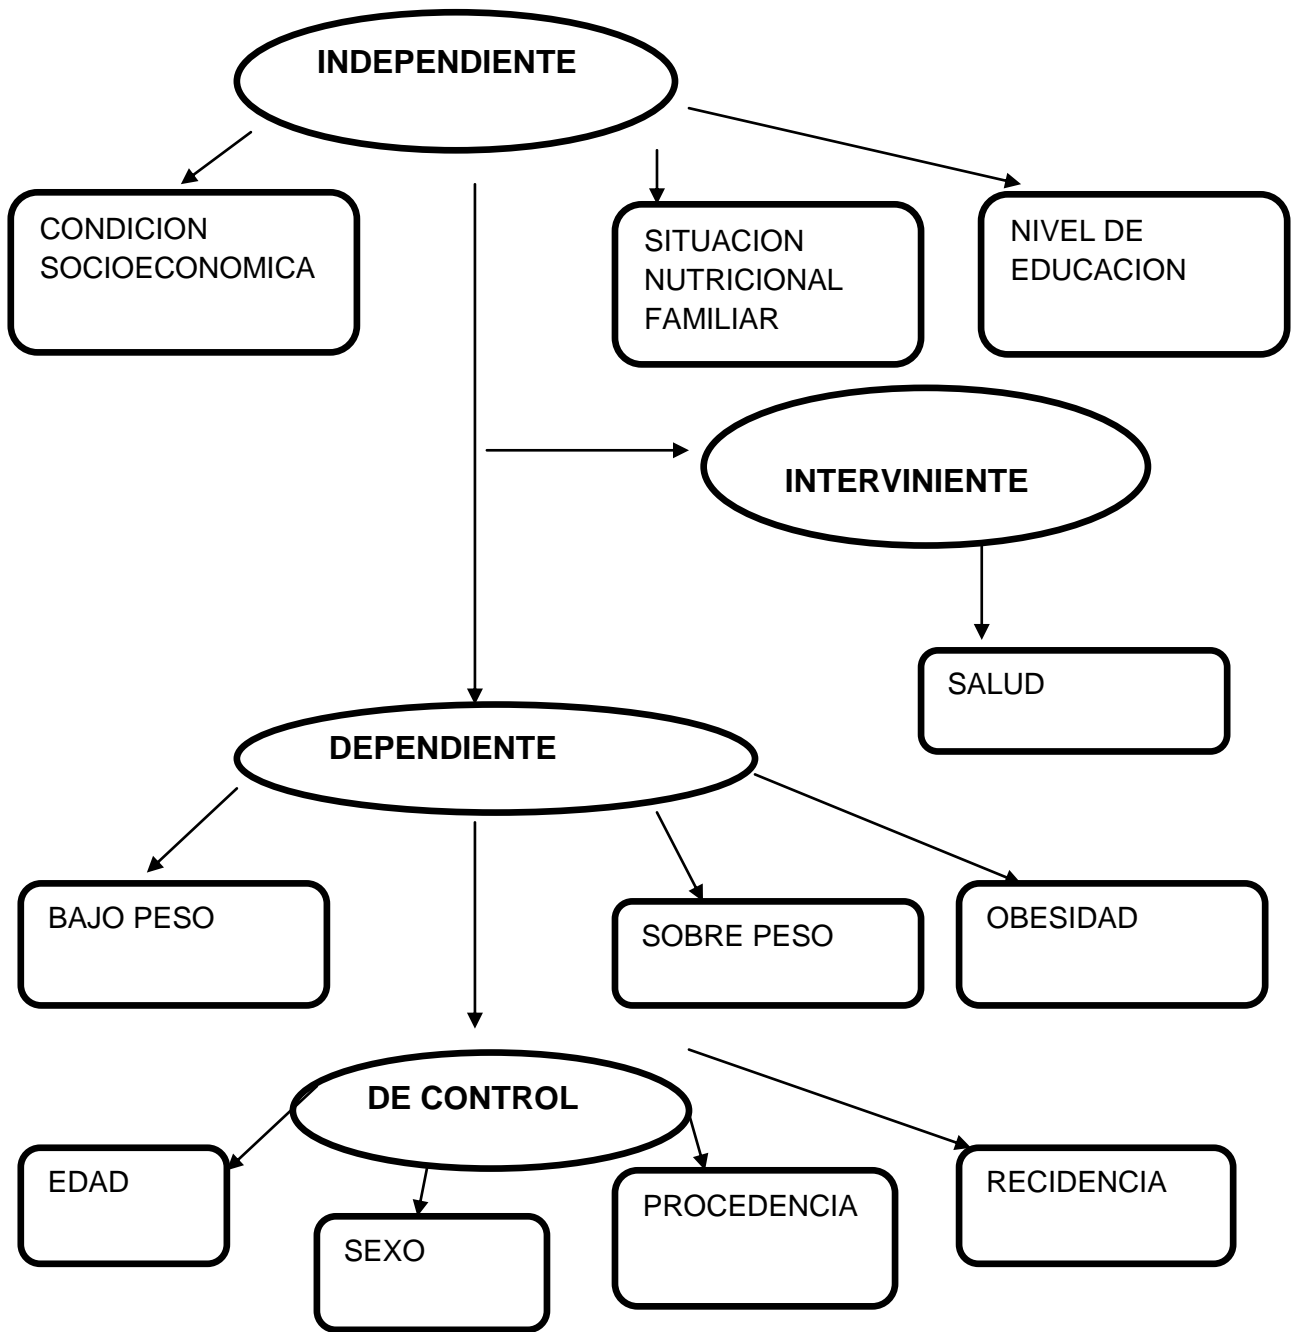 INDEPENDIENTE
CONDICION
SOCIOECONOMICA
SITUACION
NUTRICIONAL
FAMILIAR
NIVEL DE
EDUCACION
INTERVINIENTE
SALUD
DEPENDIENTE
BAJO PESO
SOBRE PESO
OBESIDAD
DE CONTROL
EDAD
SEXO
PROCEDENCIA
RECIDENCIA